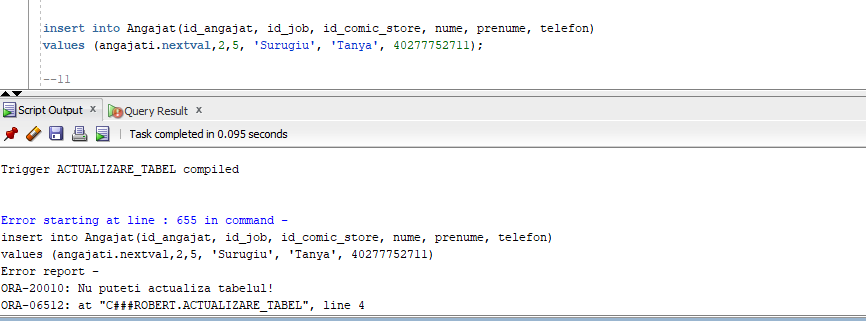 insert into Angajat(id_angajat, id_job, id_comic_store, nume, prenume, telefon)
values (angajati.nextval,2,5, 'Surugiu', 'Tanya', 40277752711);
--11
Script Output x Query Result x
Task completed in 0.095 seconds
Trigger ACTUALIZARE_TABEL compiled
Error starting at line : 655 in command -
insert into Angajat(id_angajat, id_job, id_comic_store, nume, prenume, telefon)
values (angajati.nextval,2,5, 'Surugiu', 'Tanya', 40277752711)
Error report -
ORA-20010: Nu puteti actualiza tabelul!
ORA-06512: at "C###ROBERT.ACTUALIZARE_TABEL", line 4